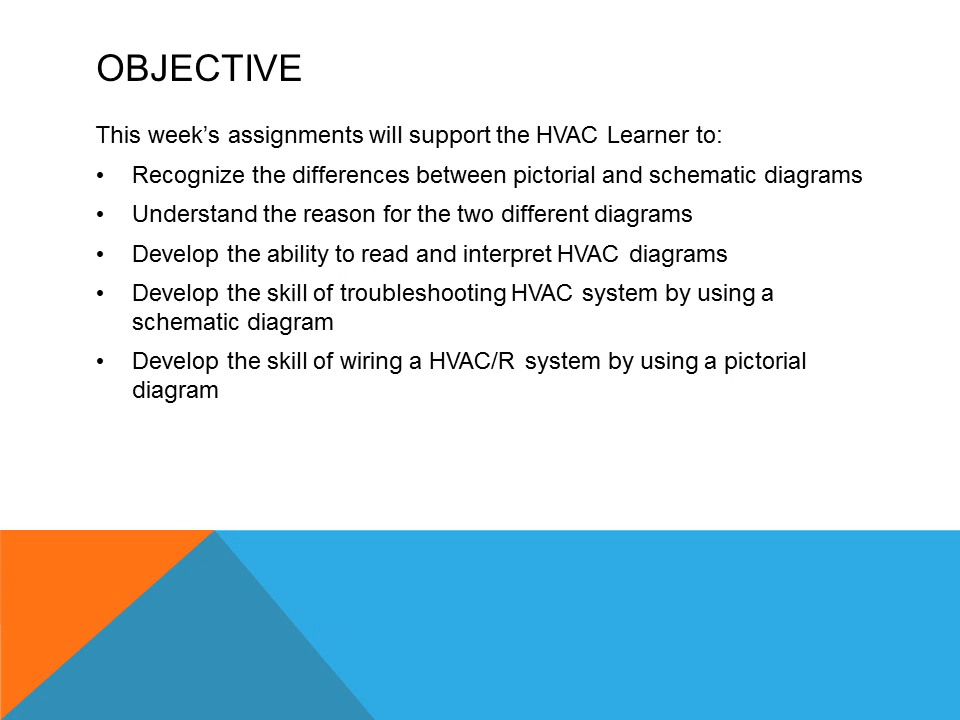 OBJECTIVE
This week’s assignments will support the HVAC Learner to:
• Recognize the differences between pictorial and schematic diagrams
• Understand the reason for the two different diagrams
• Develop the ability to read and interpret HVAC diagrams
• Develop the skill of troubleshooting HVAC system by using a
schematic diagram
• Develop the skill of wiring a HVAC/R system by using a pictorial
diagram